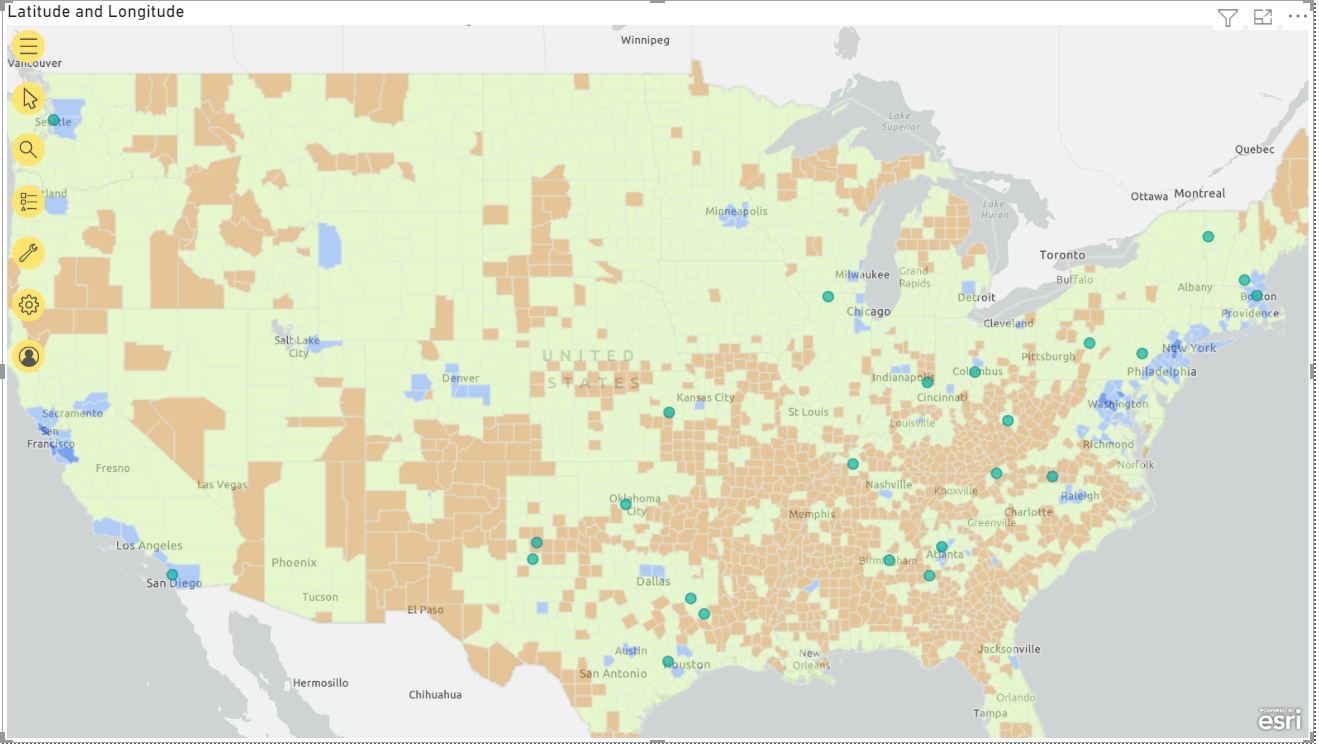 Latitude and Longitude
Winnipeg
Vancouver
Lake
Superior
Seattle
Quebec
Ottawa
Montreal
tland
Minneapolis
Lake
Huron
Toronto
Milwaukee
Grand
Rapids
Buffalo
Albany
Detroit
Boston
Chicago
Providence
Cleveland
Salt Lake
City
UNITED
STATES
New York
Pittsburgh
Denver
Indianapolis
Columbus
Philadelphia
Kansas City
Cincinnati
Washington
Sacramento
St Louis
Louisville
San
Francisco
Richmond
Fresno
Norfolk
Las Vegas
Nashville
Knoxville
Raleigh
Oklahoma
City
Memphis
Charlotte
Greenville
Los Angeles
Phoenix
Birmingham
Atlanta
San Diego
Dallas
Tucson
El Paso
Austin
New
Orleans
Jacksonville
Houston
San Antonio
Hermosillo
Chihuahua
Orlando
Tampa
POWERED BY
esri